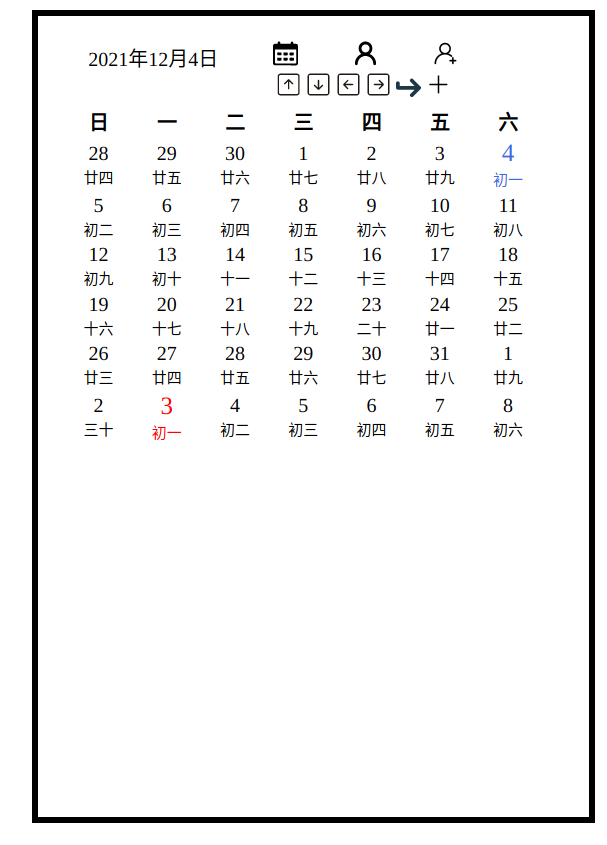 2021年12月4日
日 一 二 三 四 五 六
28 29 30 1 2 3 4
廿四 廿五 廿六 廿七 廿八 廿九 初一
5 6 7 8 9 10 11
初二 初三 初四 初五 初六 初七 初八
12 13 14 15 16 17 18
初九 初十 十一 十二 十三 十四 十五
19 20 21 22 23 24 25
十六 十七 十八 十九 二十 廿一 廿二
26 27 28 29 30 31 1
廿三 廿四 廿五 廿六 廿七 廿八 廿九
2 3 4 5 6 7 8
三十 初一 初二 初三 初四 初五 初六